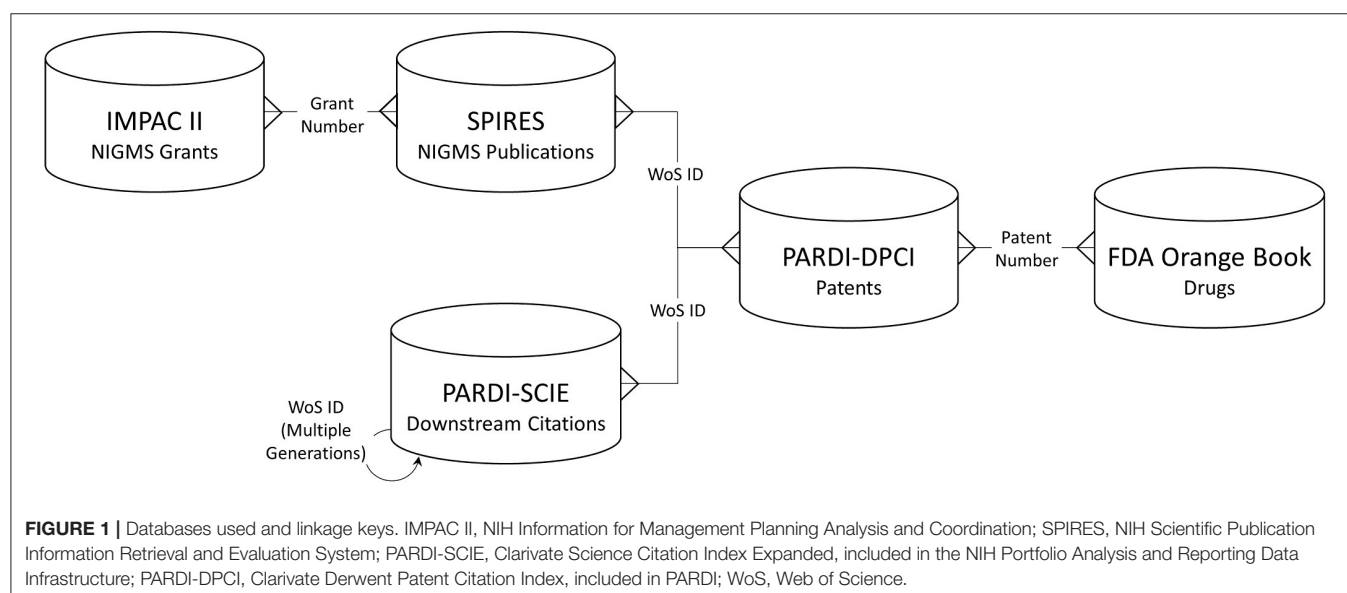 IMPAC II
NIGMS Grants
Grant
Number
SPIRES
NIGMS Publications
WoS ID
PARDI-DPCI
Patents
Patent
Number
FDA Orange Book
Drugs
WoS ID
PARDI-SCIE
Downstream Citations
WoS ID
(Multiple
Generations)
FIGURE 1 | Databases used and linkage keys. IMPAC II, NIH Information for Management Planning Analysis and Coordination; SPIRES, NIH Scientific Publication
Information Retrieval and Evaluation System; PARDI-SCIE, Clarivate Science Citation Index Expanded, included in the NIH Portfolio Analysis and Reporting Data
Infrastructure; PARDI-DPCI, Clarivate Derwent Patent Citation Index, included in PARDI; WoS, Web of Science.